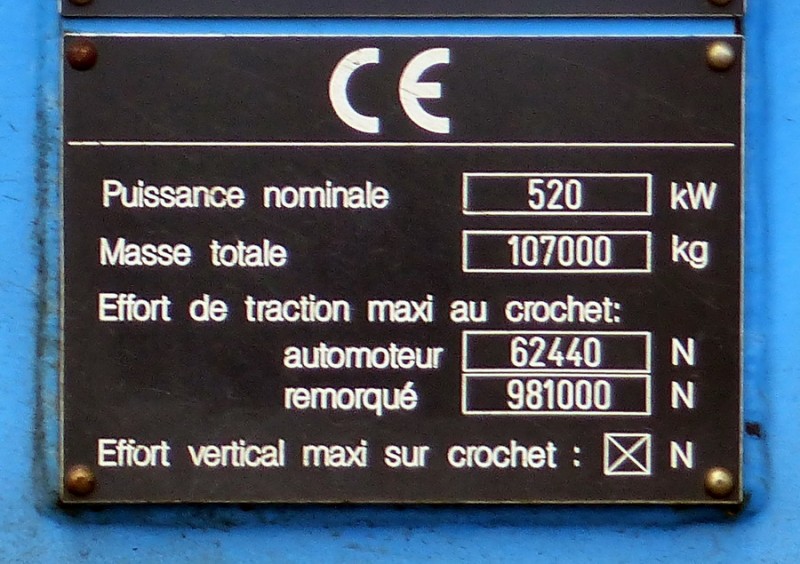 CE
Puissance nominale 520 kW
Masse totale 107000 kg
Effort de traction maxi au crochet:
automoteur 62440 N
remorqué 981000 N
Effort vertical maxi sur crochet : N